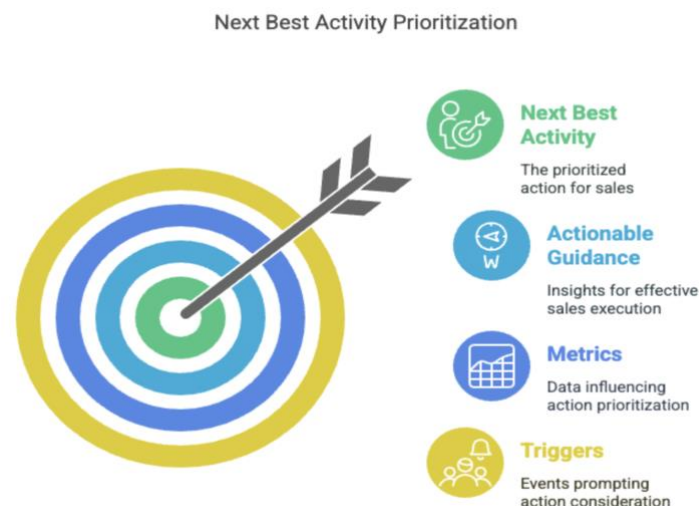 Next Best Activity Prioritization
Next Best
Activity
The prioritized
action for sales
W
Actionable
Guidance
Insights for effective
sales execution
Metrics
Data influencing
action prioritization
Triggers
Events prompting
action consideration